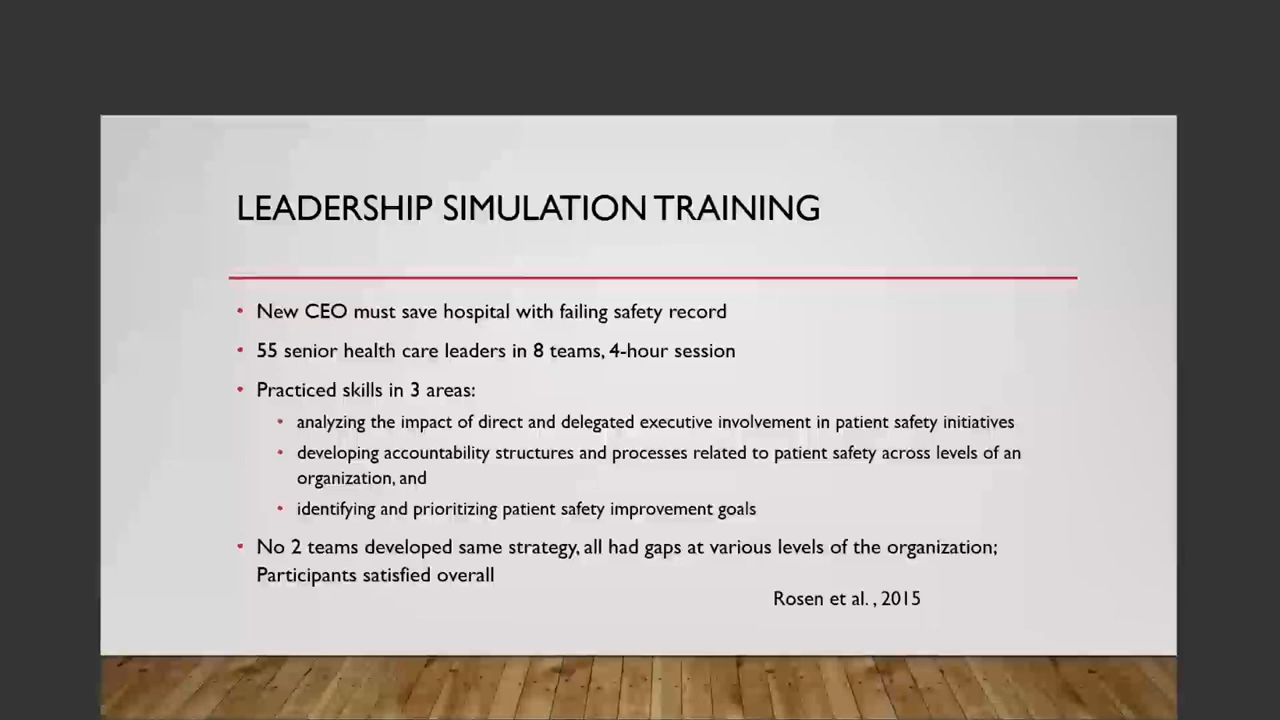 LEADERSHIP SIMULATION TRAINING
• New CEO must save hospital with failing safety record
• 55 senior health care leaders in 8 teams, 4-hour session
• Practiced skills in 3 areas:
• analyzing the impact of direct and delegated executive involvement in patient safety initiatives
• developing accountability structures and processes related to patient safety across levels of an
organization, and
• identifying and prioritizing patient safety improvement goals
• No 2 teams developed same strategy, all had gaps at various levels of the organization;
Participants satisfied overall
Rosen et al. , 2015